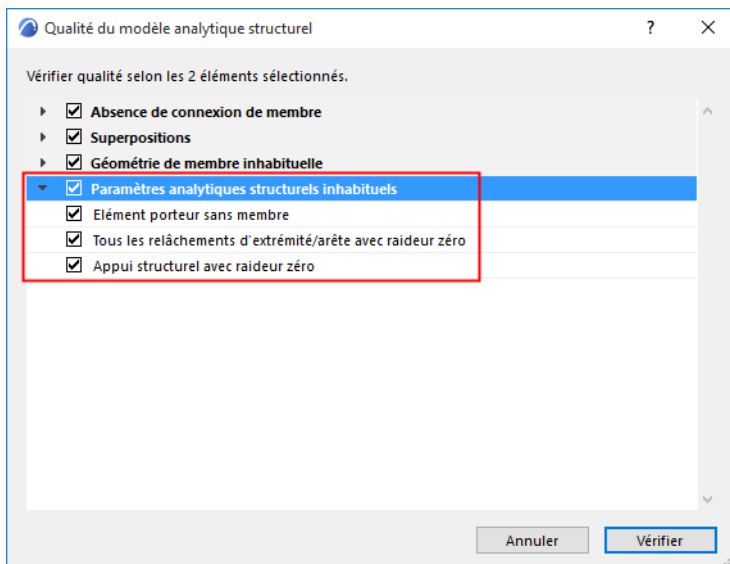 Qualité du modèle analytique structurel
?
Vérifier qualité selon les 2 éléments sélectionnés.
Absence de connexion de membre
Superpositions
Géométrie de membre inhabituelle
Paramètres analytiques structurels inhabituels
Elément porteur sans membre
Tous les relâchements d'extrémité/arête avec raideur zéro
Appui structurel avec raideur zéro
Annuler
Vérifier